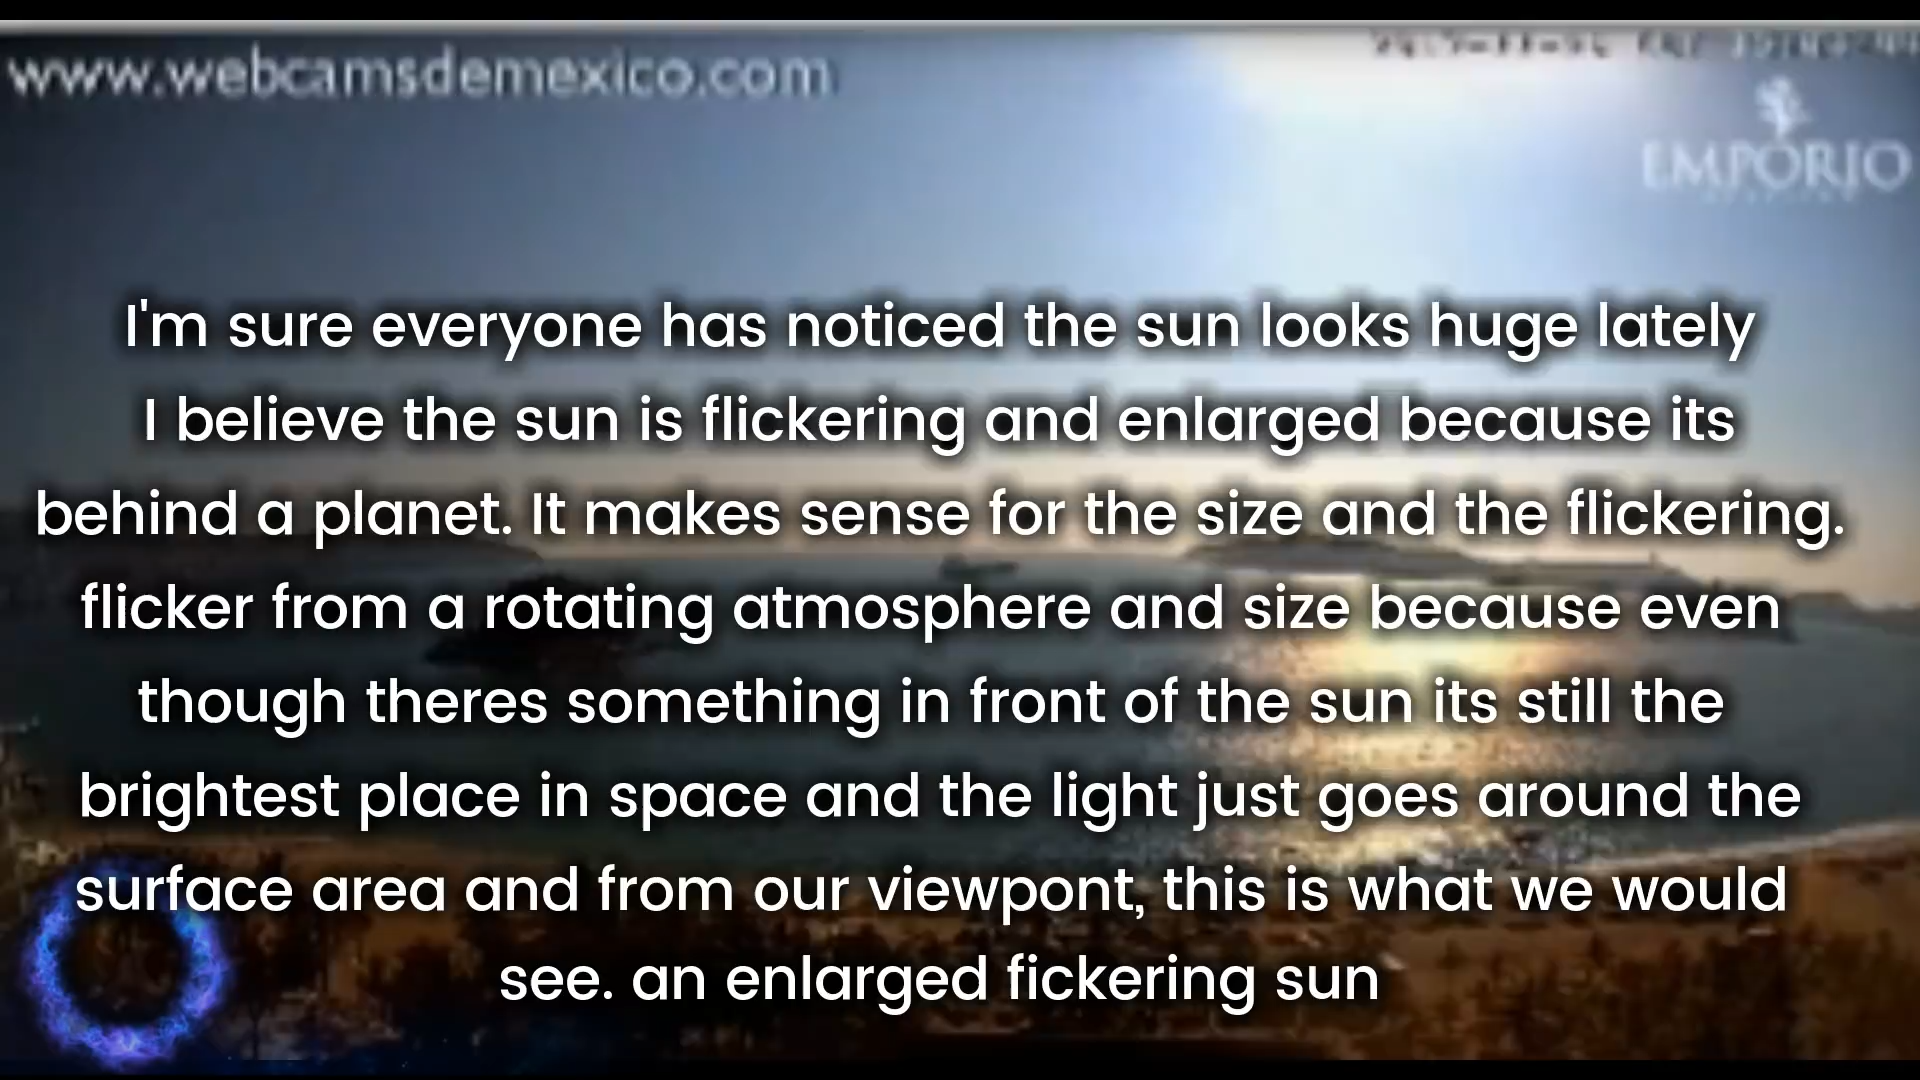 www.webcamsdemexico.com
EMPORIO
I'm sure everyone has noticed the sun looks huge lately
I believe the sun is flickering and enlarged because its
behind a planet. It makes sense for the size and the flickering.
flicker from a rotating atmosphere and size because even
though theres something in front of the sun its still the
brightest place in space and the light just goes around the
surface area and from our viewpont, this is what we would
see. an enlarged fickering sun